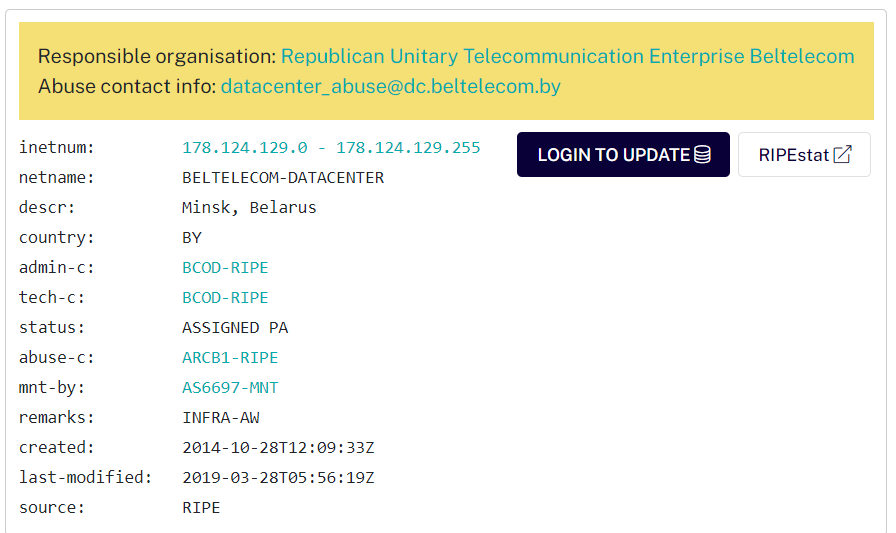 Responsible organisation: Republican Unitary Telecommunication Enterprise Beltelecom
Abuse contact info: datacenter_abuse@dc.beltelecom.by
inetnum: 178.124.129.0 - 178.124.129.255
LOGIN TO UPDATE
RIPEstat
netname: BELTELECOM-DATACENTER
descr: Minsk, Belarus
country: BY
admin-c: BCOD-RIPE
tech-c: BCOD-RIPE
status: ASSIGNED PA
abuse-c: ARCB1-RIPE
mnt-by: AS6697-MNT
remarks: INFRA-AW
created: 2014-10-28T12:09:33Z
last-modified: 2019-03-28T05:56:19Z
source: RIPE